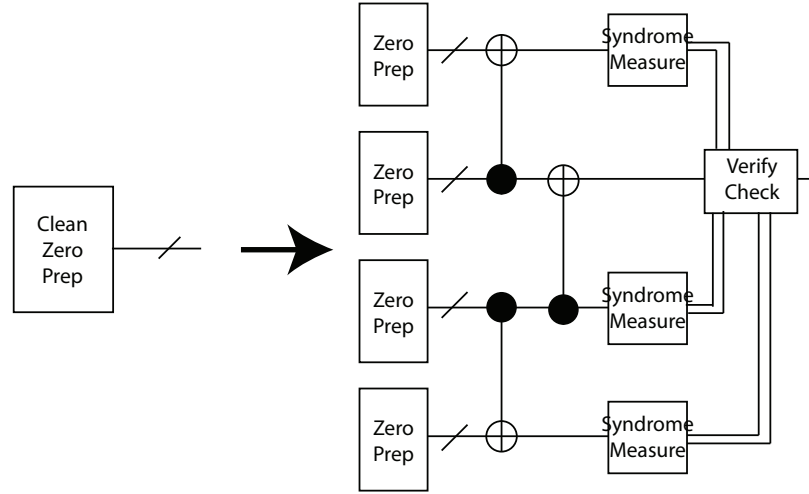 Clean
Zero
Prep
Zero
Prep
Zero
Prep
Zero
Prep
Zero
Prep
Syndrome
Measure
Verify
Check
Syndrome
Measure
Syndrome
Measure